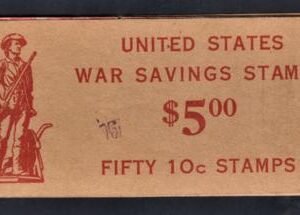 UNITED STATES
WAR SAVINGS STAM
$5.00
FIFTY 10c STAMPS